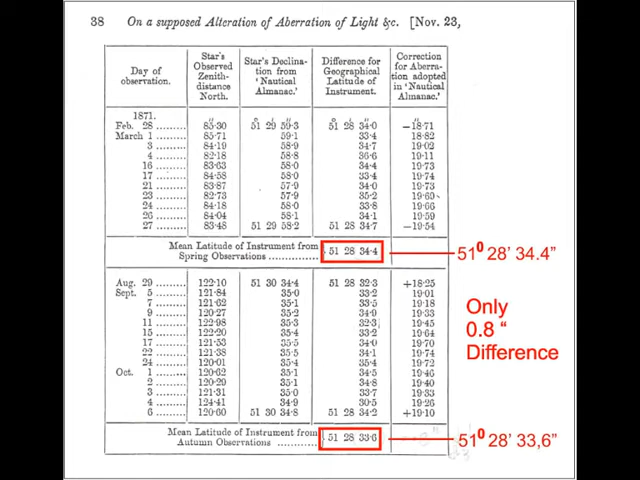 38 On a supposed Alteration of Aberration of Light &c. [Nov. 23,
Day of observation. Star's Observed Zenith-distance North. Star's Declination from 'Nautical Almanac.' Difference for Geographical Latitude of Instrument. Correction for Aberration adopted in 'Nautical Almanac.'
1871.
Feb. 28 ......... 85·30 51 29 59·3 51 28 34·0 −18·71
March 1 ......... 85·71 59·1 33·4 18·82
3 ......... 84·19 58·9 34·7 19·02
4 ......... 82·18 58·8 36·6 19·11
16 ......... 83·63 58·0 34·4 19·73
17 ......... 84·58 58·0 33·4 19·74
21 ......... 83·87 57·9 34·0 19·73
23 ......... 82·73 57·9 35·2 19·69
24 ......... 84·18 58·0 33·8 19·66
26 ......... 84·04 58·1 34·1 19·59
27 ......... 83·48 51 29 58·2 51 28 34·7 −19·54
Mean Latitude of Instrument from
Spring Observations ............... 51 28 34·4
51⁰ 28' 34.4"
Aug. 29 ......... 122·10 51 30 34·4 51 28 32·3 +18·25
Sept. 5 ......... 121·84 35·0 33·2 19·01
7 ......... 121·62 35·1 33·5 19·18
9 ......... 120·27 35·2 34·9 19·33
11 ......... 122·98 35·3 32·3 19·45
15 ......... 122·20 35·4 33·2 19·64
17 ......... 121·53 35·5 34·0 19·70
22 ......... 121·38 35·5 34·1 19·74
24 ......... 120·01 35·4 35·4 19·72
Oct. 1 ......... 120·62 35·1 34·5 19·46
2 ......... 120·29 35·1 34·8 19·40
3 ......... 121·31 35·0 33·7 19·33
4 ......... 124·41 34·9 30·5 19·26
6 ......... 120·60 51 30 34·8 51 28 34·2 +19·10
Mean Latitude of Instrument from
Autumn Observations ............ 51 28 33·6
51⁰ 28' 33,6"
Only
0.8 “
Difference